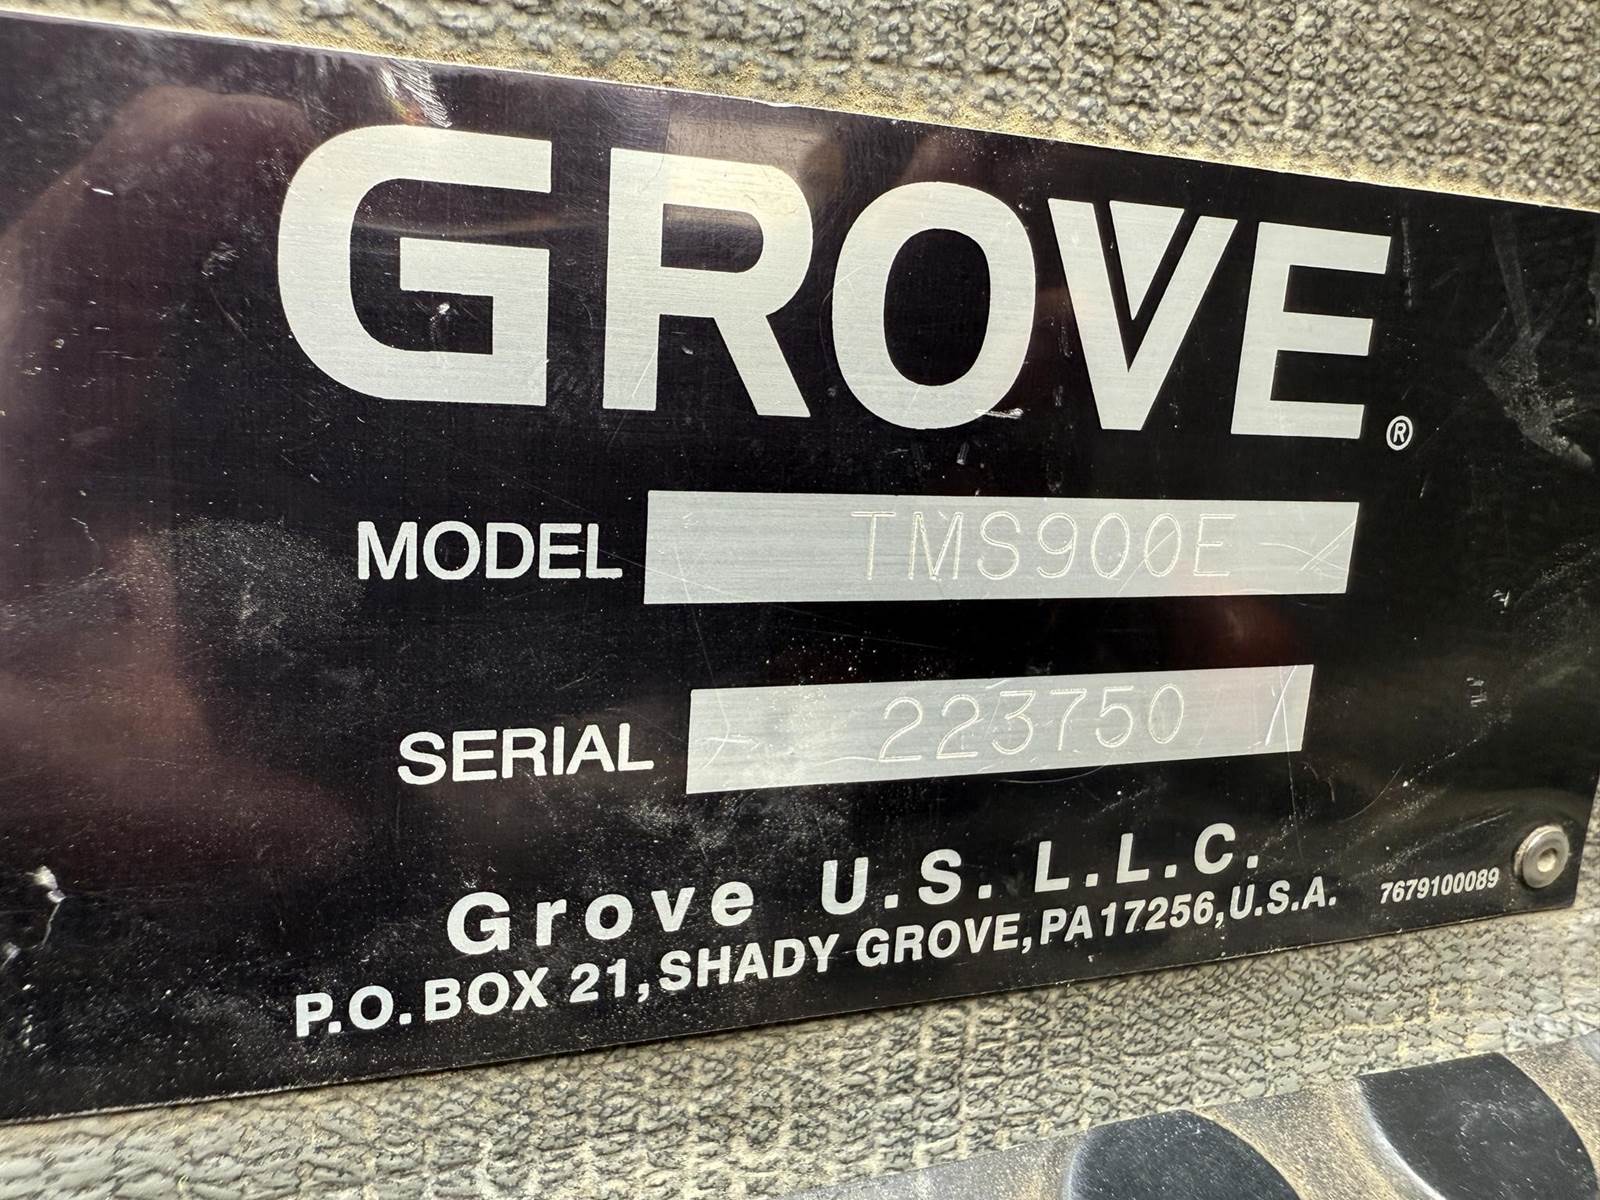 GROVE®
MODEL TMS900E
SERIAL 223750
Grove U.S. L.L.C.
P.O. BOX 21, SHADY GROVE, PA 17256, U.S.A.
7679100089